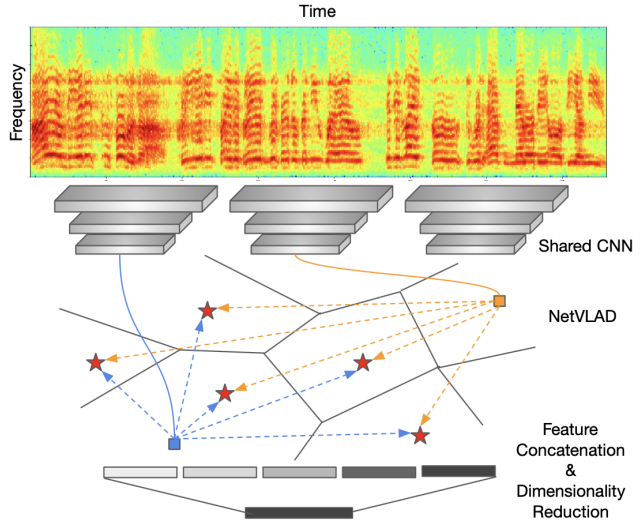 Time
Frequency
Shared CNN
NetVLAD
Feature
Concatenation
&
Dimensionality
Reduction